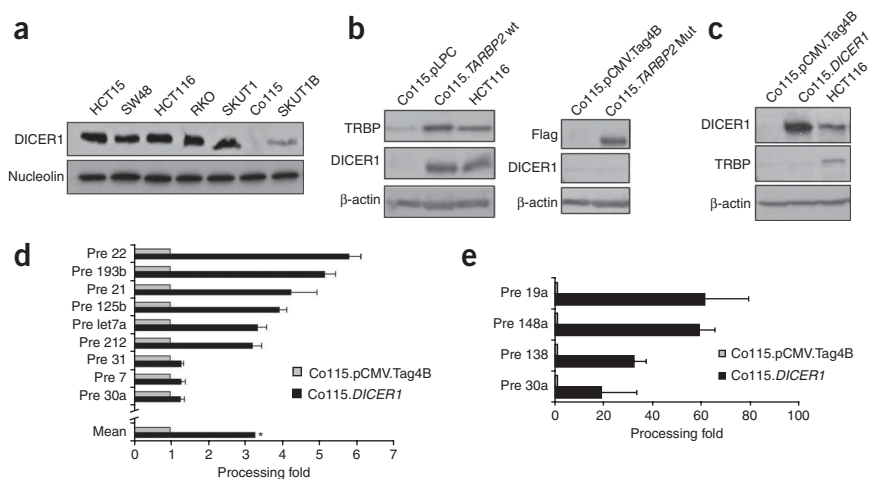 a
HCT15
SW48
HCT116
RKO
SKUT1
Co115
SKUT1B
DICER1
Nucleolin
b
Co115.pLPC
Co115.TARBP2 wt
HCT116
TRBP
DICER1
β-actin
Co115.pCMV.Tag4B
Co115.TARBP2 Mut
Flag
DICER1
β-actin
c
Co115.pCMV.Tag4B
Co115.DICER1
HCT116
DICER1
TRBP
β-actin
d
Pre 22
Pre 193b
Pre 21
Pre 125b
Pre let7a
Pre 212
Pre 31
Pre 7
Pre 30a
Mean
*
Co115.pCMV.Tag4B
Co115.DICER1
0 1 2 3 4 5 6 7
Processing fold
e
Pre 19a
Pre 148a
Pre 138
Pre 30a
Co115.pCMV.Tag4B
Co115.DICER1
0 20 40 60 80 100
Processing fold